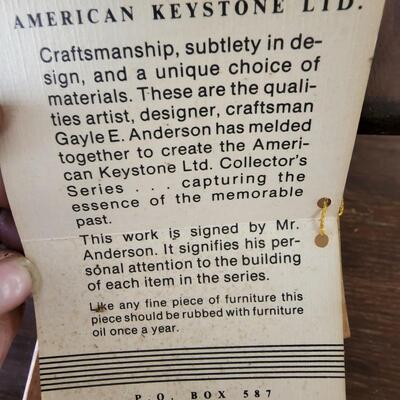 AMERICAN KEYSTONE LTD.
Craftsmanship, subtlety in de-
sign, and a unique choice of
materials. These are the quali-
ties artist, designer, craftsman
Gayle E. Anderson has melded
together to create the Ameri-
can Keystone Ltd. Collector's
Series . . . capturing the
essence of the memorable
past.
This work is signed by Mr.
Anderson. It signifies his per-
sonal attention to the building
of each item in the series.
Like any fine piece of furniture this
piece should be rubbed with furniture
oil once a year.
P.O. BOX 587